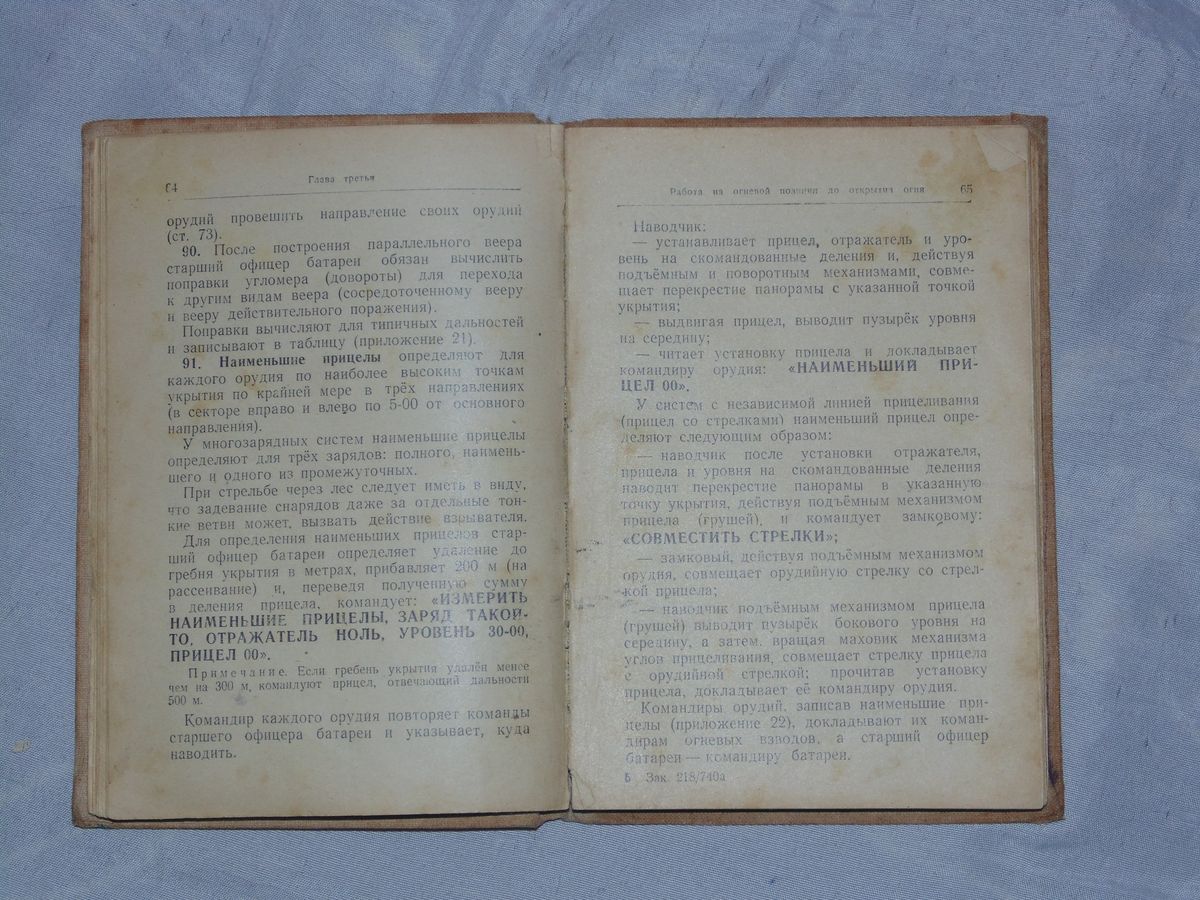 64
Глава третья
орудий провешить направление своих орудий
(ст. 73).
90. После построения параллельного веера
старший офицер батареи обязан вычислить
поправки угломера (довороты) для перехода
к другим видам веера (сосредоточенному вееру
и вееру действительного поражения).
Поправки вычисляют для типичных дальностей
и записывают в таблицу (приложение 21).
91. Наименьшие прицелы определяют для
каждого орудия по наиболее высоким точкам
укрытия по крайней мере в трёх направлениях
(в секторе вправо и влево по 5-00 от основного
направления).
У многозарядных систем наименьшие прицелы
определяют для трёх зарядов: полного, наимень-
шего и одного из промежуточных.
При стрельбе через лес следует иметь в виду,
что задевание снарядов даже за отдельные тон-
кие ветви может, вызвать действие взрывателя.
Для определения наименьших прицелов стар-
ший офицер батареи определяет удаление до
гребня укрытия в метрах, прибавляет 200 м (на
рассеивание) и, переведя полученную сумму
в деления прицела, командует: «ИЗМЕРИТЬ
НАИМЕНЬШИЕ ПРИЦЕЛЫ, ЗАРЯД ТАКОЙ-
ТО, ОТРАЖАТЕЛЬ НОЛЬ, УРОВЕНЬ 30-00,
ПРИЦЕЛ 00».
Примечание. Если гребень укрытия удалён менее
чем на 300 м, командуют прицел, отвечающий дальности
500 м.
Командир каждого орудия повторяет команды
старшего офицера батареи и указывает, куда
наводить.
Работа на огневой позиции до открытия огня 65
Наводчик:
— устанавливает прицел, отражатель и уро-
вень на скомандованные деления и, действуя
подъёмным и поворотным механизмами, совме-
щает перекрестие панорамы с указанной точкой
укрытия;
— выдвигая прицел, выводит пузырёк уровня
на середину;
— читает установку прицела и докладывает
командиру орудия: «НАИМЕНЬШИЙ ПРИ-
ЦЕЛ 00».
У систем с независимой линией прицеливания
(прицел со стрелками) наименьший прицел опре-
деляют следующим образом:
— наводчик после установки отражателя,
прицела и уровня на скомандованные деления
наводит перекрестие панорамы в указанную
точку укрытия, действуя подъёмным механизмом
прицела (грушей), и командует замковому:
«СОВМЕСТИТЬ СТРЕЛКИ»;
— замковый, действуя подъёмным механизмом
орудия, совмещает орудийную стрелку со стрел-
кой прицела;
— наводчик подъёмным механизмом прицела
(грушей) выводит пузырёк бокового уровня на
середину, а затем, вращая маховик механизма
углов прицеливания, совмещает стрелку прицела
с орудийной стрелкой; прочитав установку
прицела, докладывает её командиру орудия.
Командиры орудий, записав наименьшие при-
целы (приложение 22), докладывают их коман-
дирам огневых взводов, а старший офицер
батареи — командиру батареи.
5 Зак. 218/740а